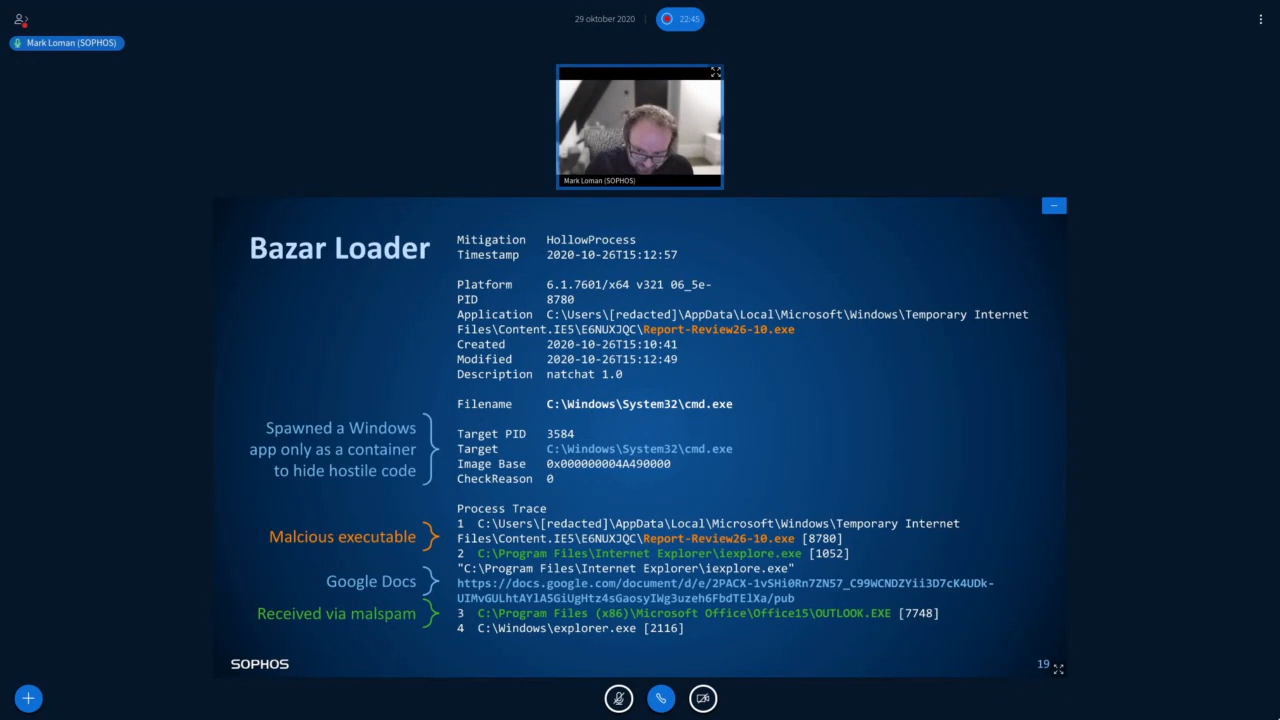 29 oktober 2020
22:45
Mark Loman (SOPHOS)
Mark Loman (SOPHOS)
Bazar Loader
Mitigation HollowProcess
Timestamp 2020-10-26T15:12:57
Platform 6.1.7601/x64 v321 06_5e-
PID 8780
Application C:\Users\[redacted]\AppData\Local\Microsoft\Windows\Temporary Internet
Files\Content.IE5\E6NUXJQC\Report-Review26-10.exe
Created 2020-10-26T15:10:41
Modified 2020-10-26T15:12:49
Description natchat 1.0
Filename C:\Windows\System32\cmd.exe
Spawned a Windows
app only as a container
to hide hostile code
Target PID 3584
Target C:\Windows\System32\cmd.exe
Image Base 0x000000004A490000
CheckReason 0
Process Trace
1 C:\Users\[redacted]\AppData\Local\Microsoft\Windows\Temporary Internet
Malcious executable
Files\Content.IE5\E6NUXJQC\Report-Review26-10.exe [8780]
2 C:\Program Files\Internet Explorer\iexplore.exe [1052]
"C:\Program Files\Internet Explorer\iexplore.exe"
Google Docs
https://docs.google.com/document/d/e/2PACX-1vSHi0Rn7ZN57_C99WCNDZYii3D7cK4UDk-
UIMvGULhtAYlA5GiUgHtz4sGaosyIWg3uzeh6FbdTElXa/pub
Received via malspam
3 C:\Program Files (x86)\Microsoft Office\Office15\OUTLOOK.EXE [7748]
4 C:\Windows\explorer.exe [2116]
SOPHOS
19